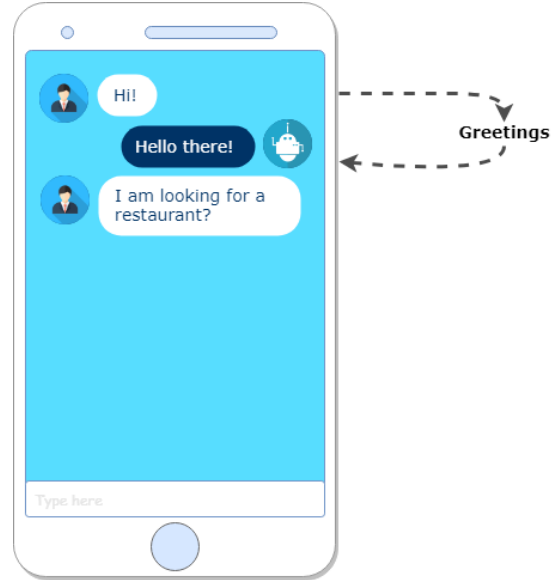 Hi!
Greetings
Hello there!
I am looking for a
restaurant?
Type here